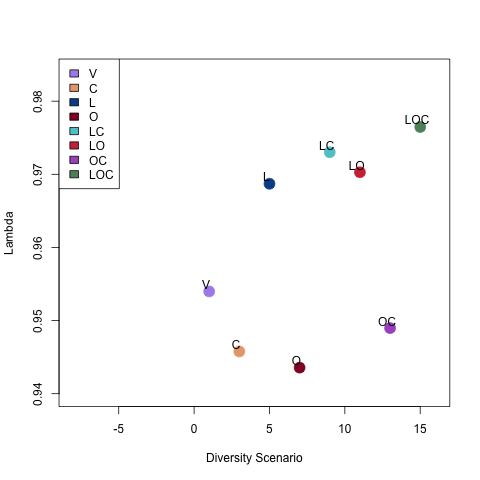 V
C
L
O
LC
LO
OC
LOC
LOC
LC
LO
L
V
OC
C
O
0.98
0.97
0.96
0.95
0.94
Lambda
-5 0 5 10 15
Diversity Scenario